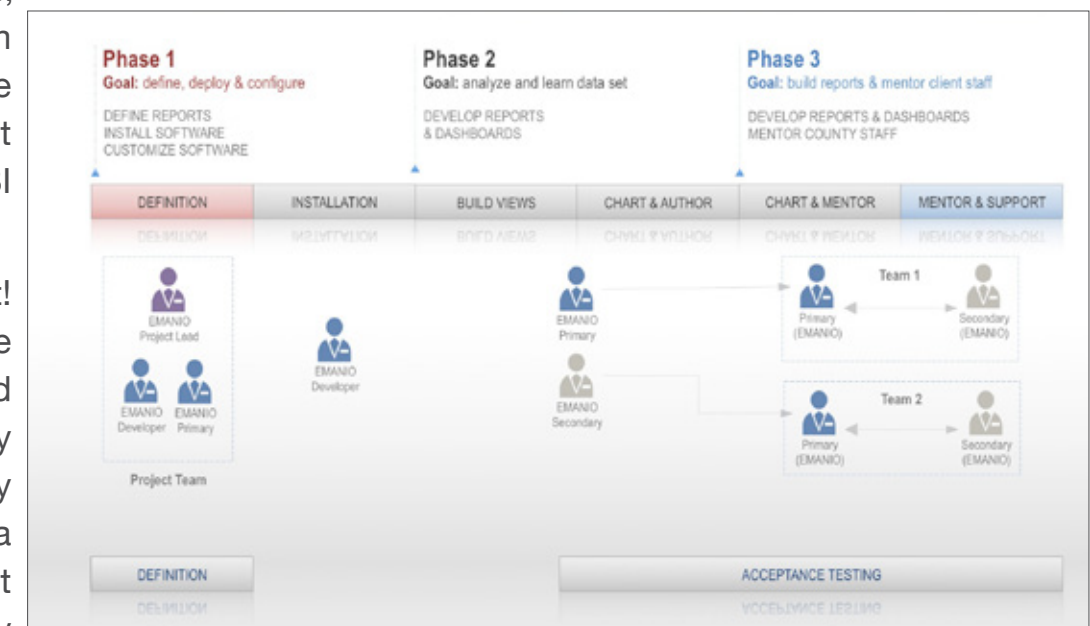 Phase 1
Goal: define, deploy & configure
DEFINE REPORTS
INSTALL SOFTWARE
CUSTOMIZE SOFTWARE
Phase 2
Goal: analyze and learn data set
DEVELOP REPORTS
& DASHBOARDS
Phase 3
Goal: build reports & mentor client staff
DEVELOP REPORTS & DASHBOARDS
MENTOR COUNTY STAFF
DEFINITION
INSTALLATION
BUILD VIEWS
CHART & AUTHOR
CHART & MENTOR
MENTOR & SUPPORT
EMANIO
Project Lead
EMANIO
Developer
EMANIO
Primary
Project Team
EMANIO
Developer
EMANIO
Primary
EMANIO
Secondary
Team 1
Primary
(EMANIO)
Secondary
(EMANIO)
Team 2
Primary
(EMANIO)
Secondary
(EMANIO)
DEFINITION
ACCEPTANCE TESTING